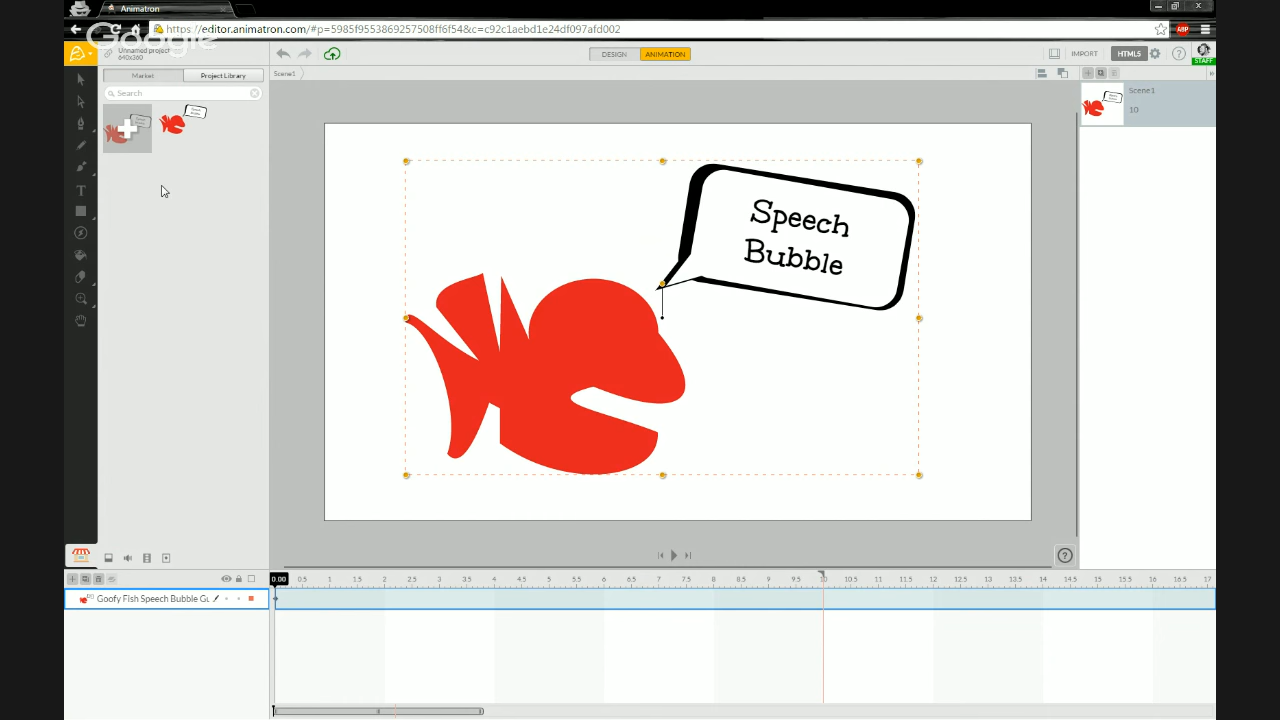 Animatron
https://editor.animatron.com/#p=5985f9553869257508ff6f54&c=c92c1aebd1e24df097afd002
ABP
Google
Unnamed project
640x360
DESIGN
ANIMATION
IMPORT
HTML5
STAFF
Market
Project Library
Scene1
Search
Speech
Bubble
Scene1
10
0.00 0.5 1 1.5 2 2.5 3 3.5 4 4.5 5 5.5 6 6.5 7 7.5 8 8.5 9 9.5 10 10.5 11 11.5 12 12.5 13 13.5 14 14.5 15 15.5 16 16.5 17
Goofy Fish Speech Bubble Gu